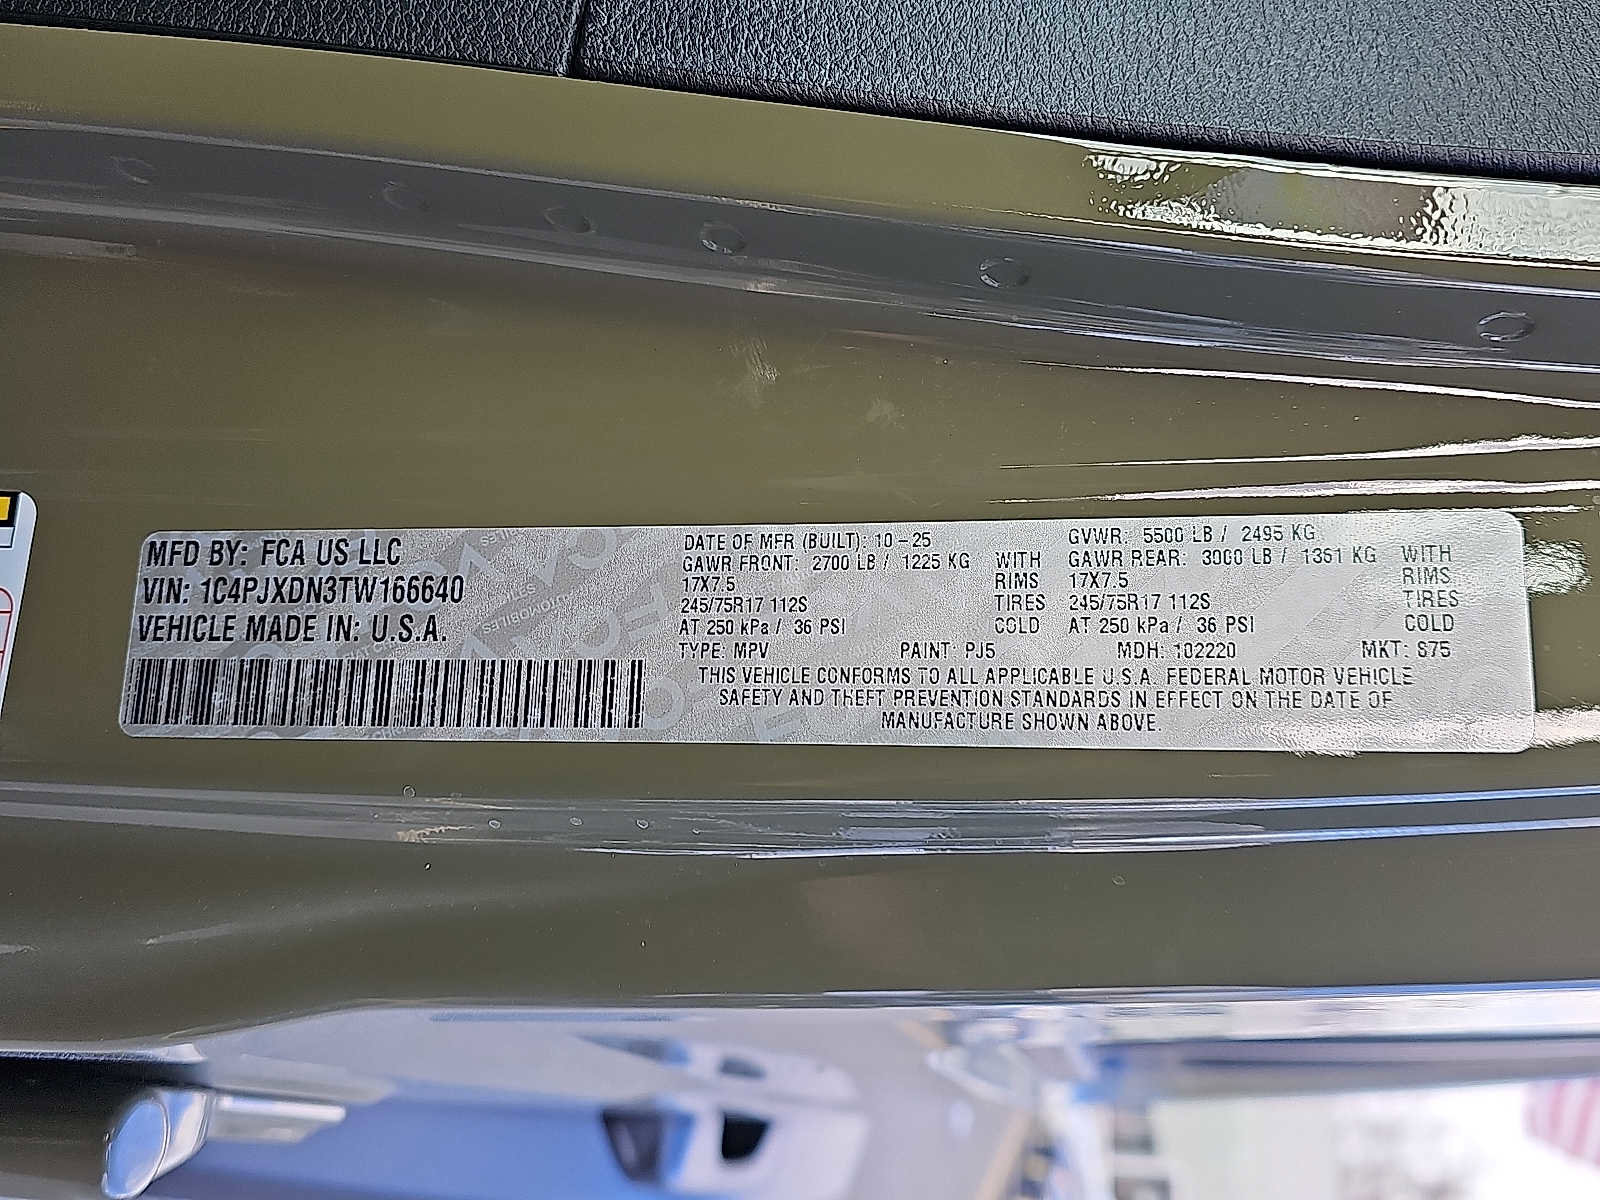 MFD BY: FCA US LLC
VIN: 1C4PJXDN3TW166640
VEHICLE MADE IN: U.S.A.
DATE OF MFR (BUILT): 10-25
GAWR FRONT: 2700 LB / 1225 KG WITH
17X7.5 RIMS
245/75R17 112S TIRES
AT 250 kPa / 36 PSI COLD
GVWR: 5500 LB / 2495 KG
GAWR REAR: 3000 LB / 1361 KG WITH
17X7.5 RIMS
245/75R17 112S TIRES
AT 250 kPa / 36 PSI COLD
TYPE: MPV PAINT: PJ5 MDH: 102220 MKT: S75
THIS VEHICLE CONFORMS TO ALL APPLICABLE U.S.A. FEDERAL MOTOR VEHICLE
SAFETY AND THEFT PREVENTION STANDARDS IN EFFECT ON THE DATE OF
MANUFACTURE SHOWN ABOVE.